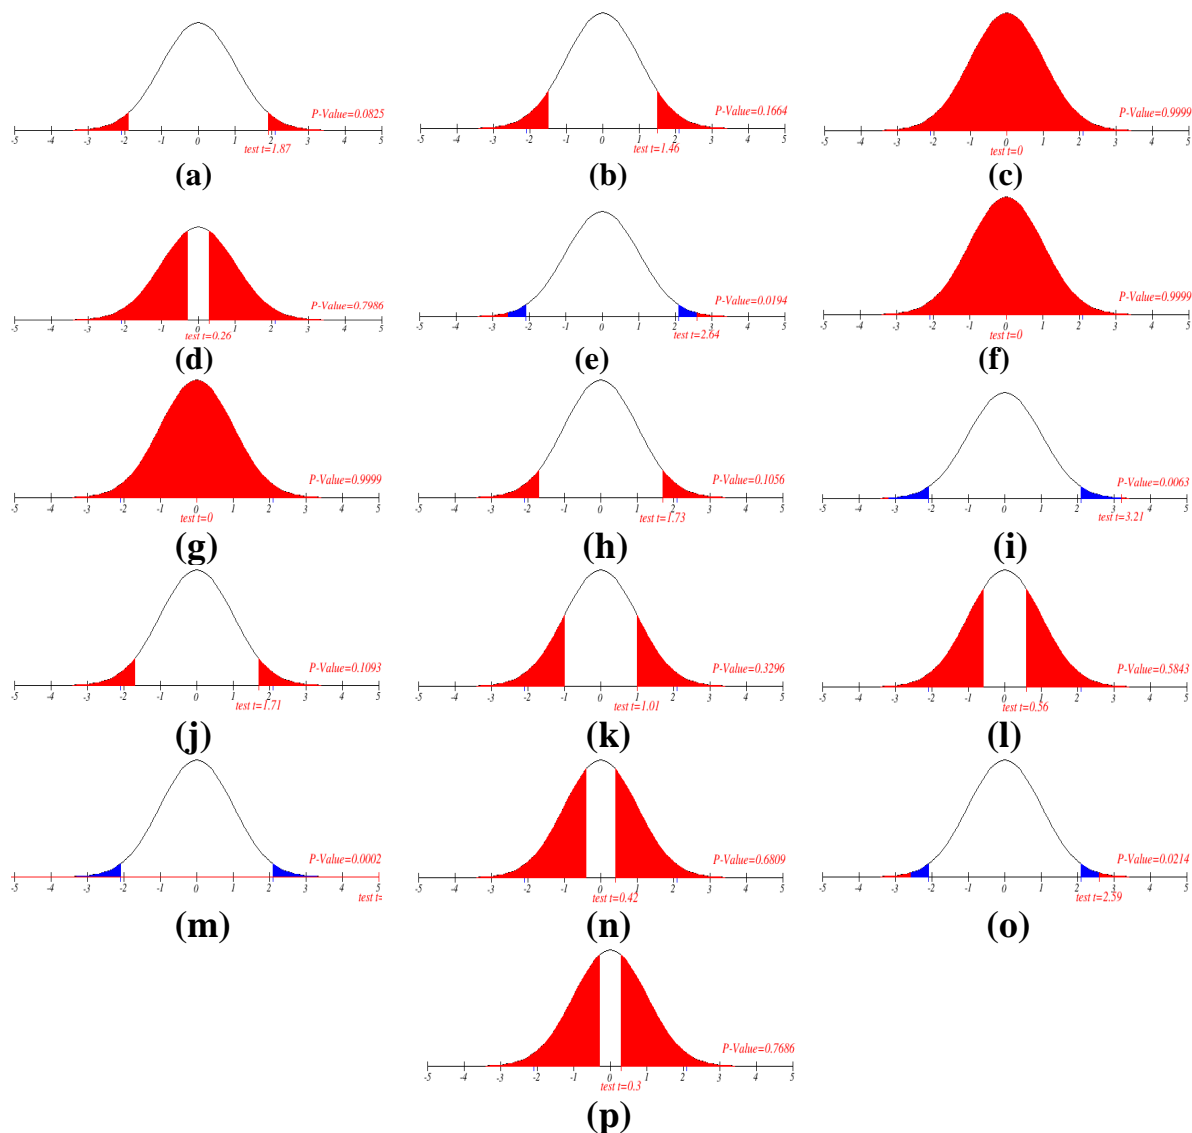 P-Value=0.0825
-5 -4 -3 -2 -1 0 1 2 3 4 5
test t=1.87
(a)
P-Value=0.1664
-5 -4 -3 -2 -1 0 1 2 3 4 5
test t=1.46
(b)
P-Value=0.9999
-5 -4 -3 -2 -1 0 1 2 3 4 5
test t=0
(c)
P-Value=0.7986
-5 -4 -3 -2 -1 0 1 2 3 4 5
test t=0.26
(d)
P-Value=0.0194
-5 -4 -3 -2 -1 0 1 2 3 4 5
test t=2.64
(e)
P-Value=0.9999
-5 -4 -3 -2 -1 0 1 2 3 4 5
test t=0
(f)
P-Value=0.9999
-5 -4 -3 -2 -1 0 1 2 3 4 5
test t=0
(g)
P-Value=0.1056
-5 -4 -3 -2 -1 0 1 2 3 4 5
test t=1.73
(h)
P-Value=0.0063
-5 -4 -3 -2 -1 0 1 2 3 4 5
test t=3.21
(i)
P-Value=0.1093
-5 -4 -3 -2 -1 0 1 2 3 4 5
test t=1.71
(j)
P-Value=0.3296
-5 -4 -3 -2 -1 0 1 2 3 4 5
test t=1.01
(k)
P-Value=0.5843
-5 -4 -3 -2 -1 0 1 2 3 4 5
test t=0.56
(l)
P-Value=0.0002
-5 -4 -3 -2 -1 0 1 2 3 4 5
test t=
(m)
P-Value=0.6809
-5 -4 -3 -2 -1 0 1 2 3 4 5
test t=0.42
(n)
P-Value=0.0214
-5 -4 -3 -2 -1 0 1 2 3 4 5
test t=2.59
(o)
P-Value=0.7686
-5 -4 -3 -2 -1 0 1 2 3 4 5
test t=0.3
(p)